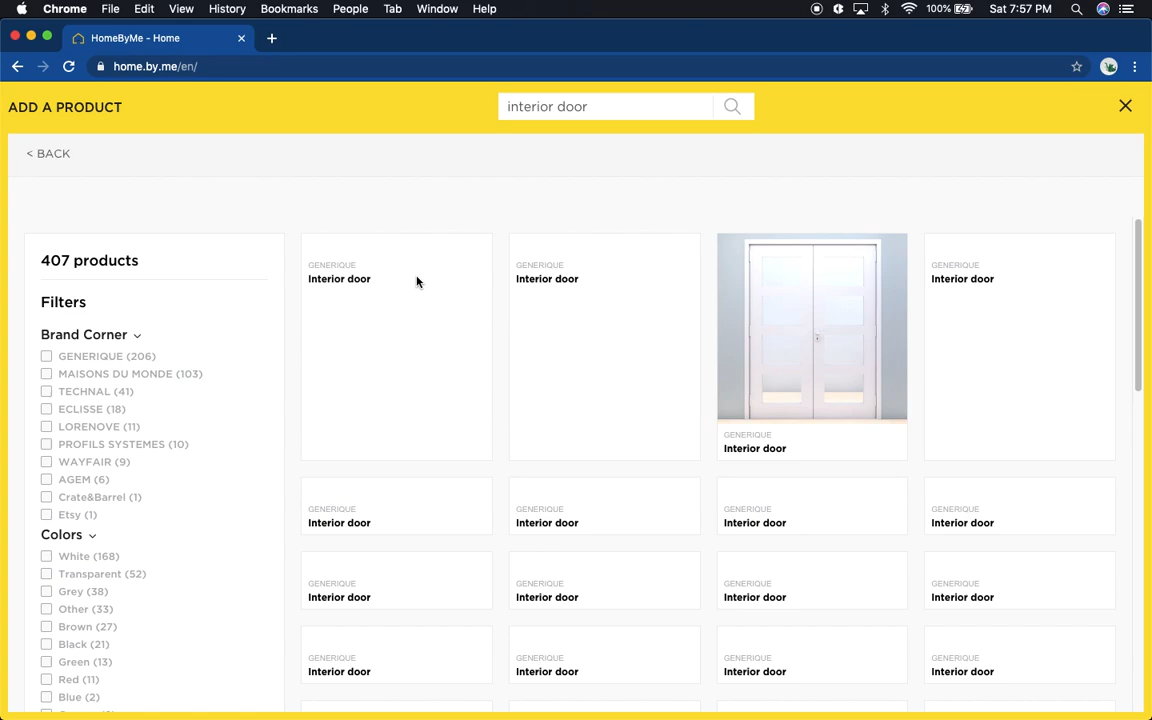 Chrome File Edit View History Bookmarks People Tab Window Help 100% Sat 7:57 PM
HomeByMe - Home
home.by.me/en/
ADD A PRODUCT
interior door
< BACK
407 products
Filters
Brand Corner
GENERIQUE (206)
MAISONS DU MONDE (103)
TECHNAL (41)
ECLISSE (18)
LORENOVE (11)
PROFILS SYSTEMES (10)
WAYFAIR (9)
AGEM (6)
Crate&Barrel (1)
Etsy (1)
Colors
White (168)
Transparent (52)
Grey (38)
Other (33)
Brown (27)
Black (21)
Green (13)
Red (11)
Blue (2)
GENERIQUE
Interior door
GENERIQUE
Interior door
GENERIQUE
Interior door
GENERIQUE
Interior door
GENERIQUE
Interior door
GENERIQUE
Interior door
GENERIQUE
Interior door
GENERIQUE
Interior door
GENERIQUE
Interior door
GENERIQUE
Interior door
GENERIQUE
Interior door
GENERIQUE
Interior door
GENERIQUE
Interior door
GENERIQUE
Interior door
GENERIQUE
Interior door
GENERIQUE
Interior door